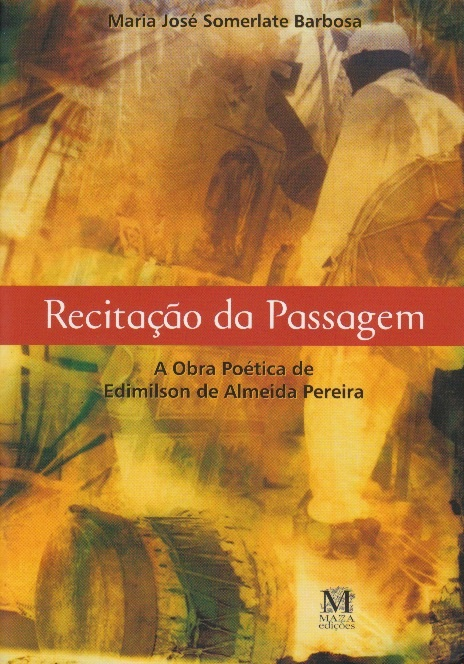 Maria José Somerlate Barbosa
Recitação da Passagem
A Obra Poética de
Edimilson de Almeida Pereira
M
MAZA
edições